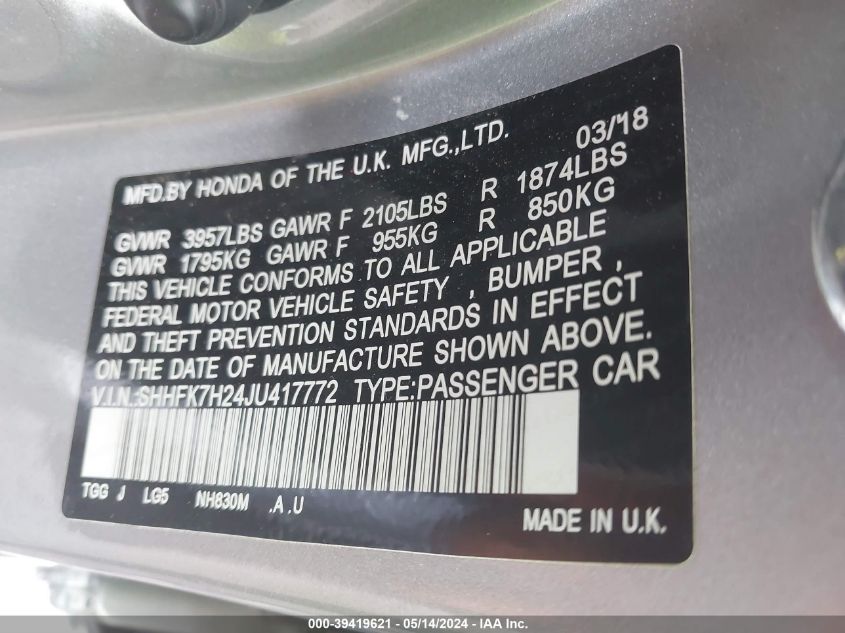 MFD.BY HONDA OF THE U.K. MFG.,LTD. 03/18
GVWR 3957LBS GAWR F 2105LBS R 1874LBS
GVWR 1795KG GAWR F 955KG R 850KG
THIS VEHICLE CONFORMS TO ALL APPLICABLE
FEDERAL MOTOR VEHICLE SAFETY , BUMPER ,
AND THEFT PREVENTION STANDARDS IN EFFECT
ON THE DATE OF MANUFACTURE SHOWN ABOVE.
V.I.N.:SHHFK7H24JU417772 TYPE:PASSENGER CAR
TGG J LG5 NH830M .A .U
MADE IN U.K.
000-39419621 - 05/14/2024 - IAA Inc.